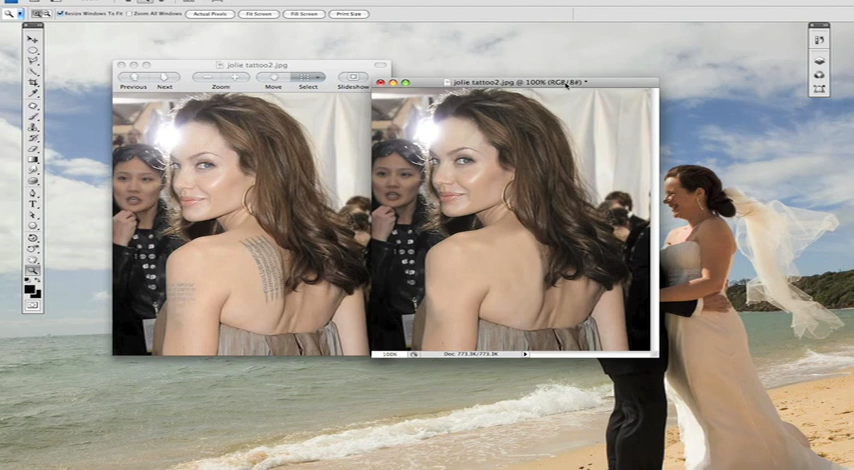 Resize Windows To Fit Zoom All Windows Actual Pixels Fit Screen Fill Screen Print Size
jolie tattoo2.jpg
Previous Next Zoom Move Select Slideshow
jolie tattoo2.jpg @ 100% (RGB/8#) *
100% Doc: 773.3K/773.3K